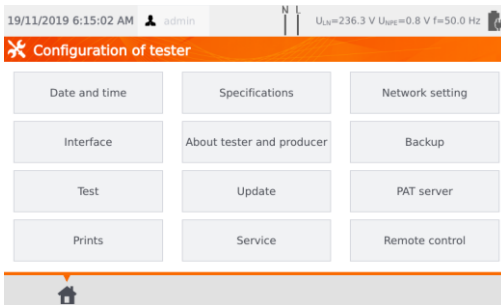 19/11/2019 6:15:02 AM admin N L U_LN=236.3 V U_NPE=0.8 V f=50.0 Hz
Configuration of tester
Date and time Specifications Network setting
Interface About tester and producer Backup
Test Update PAT server
Prints Service Remote control